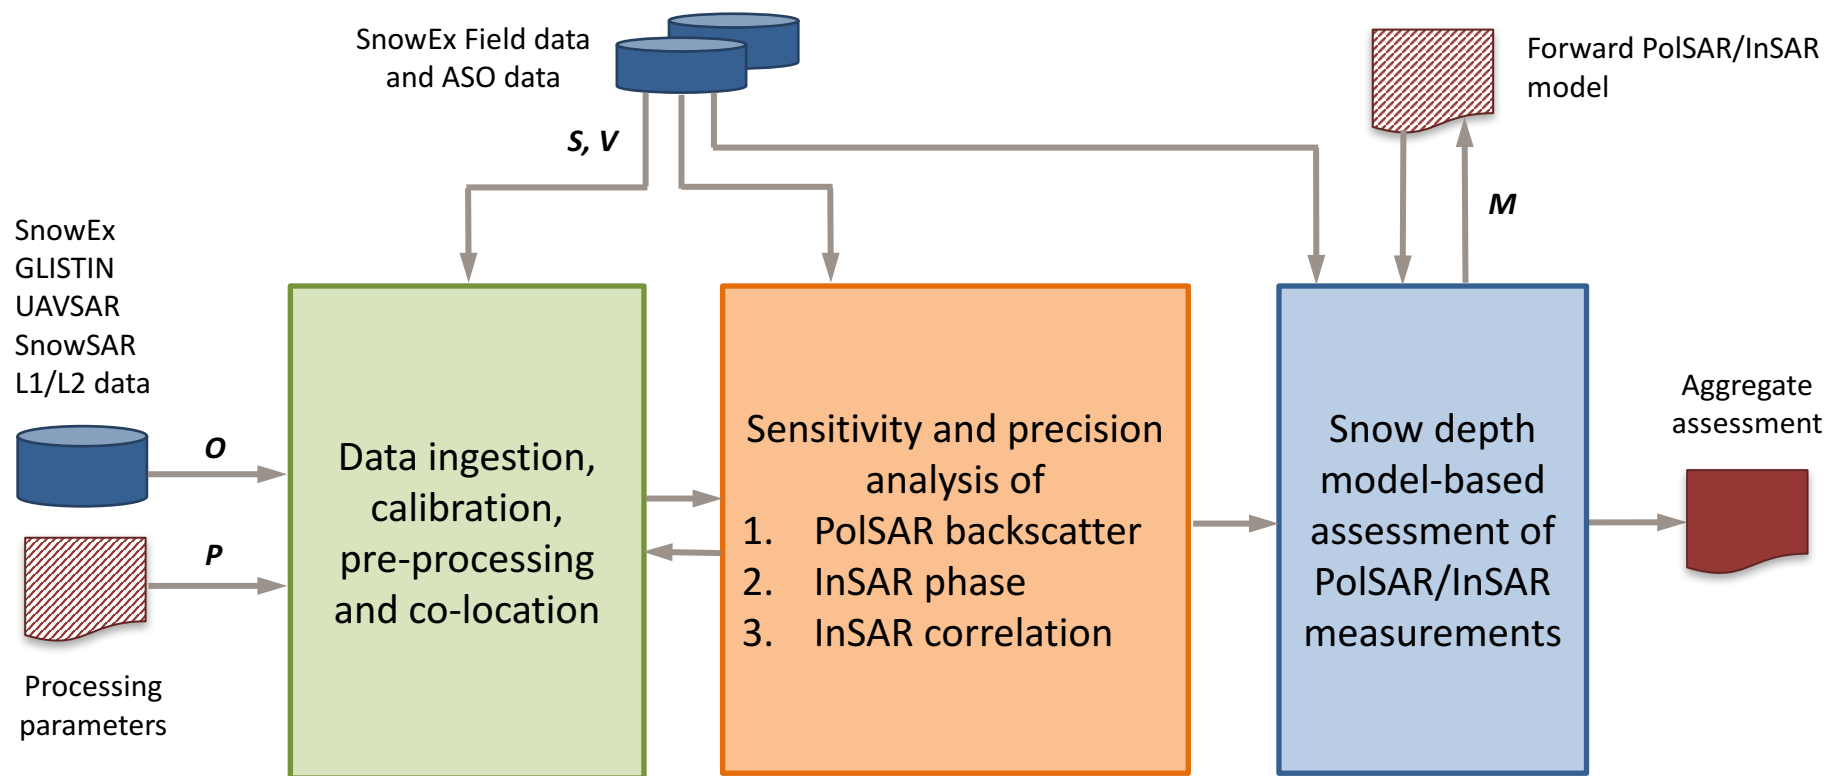 SnowEx Field data
and ASO data
Forward PolSAR/InSAR
model
S, V
M
SnowEx
GLISTIN
UAVSAR
SnowSAR
L1/L2 data
O
P
Processing
parameters
Data ingestion,
calibration,
pre-processing
and co-location
Sensitivity and precision
analysis of
1. PolSAR backscatter
2. InSAR phase
3. InSAR correlation
Snow depth
model-based
assessment of
PolSAR/InSAR
measurements
Aggregate
assessment